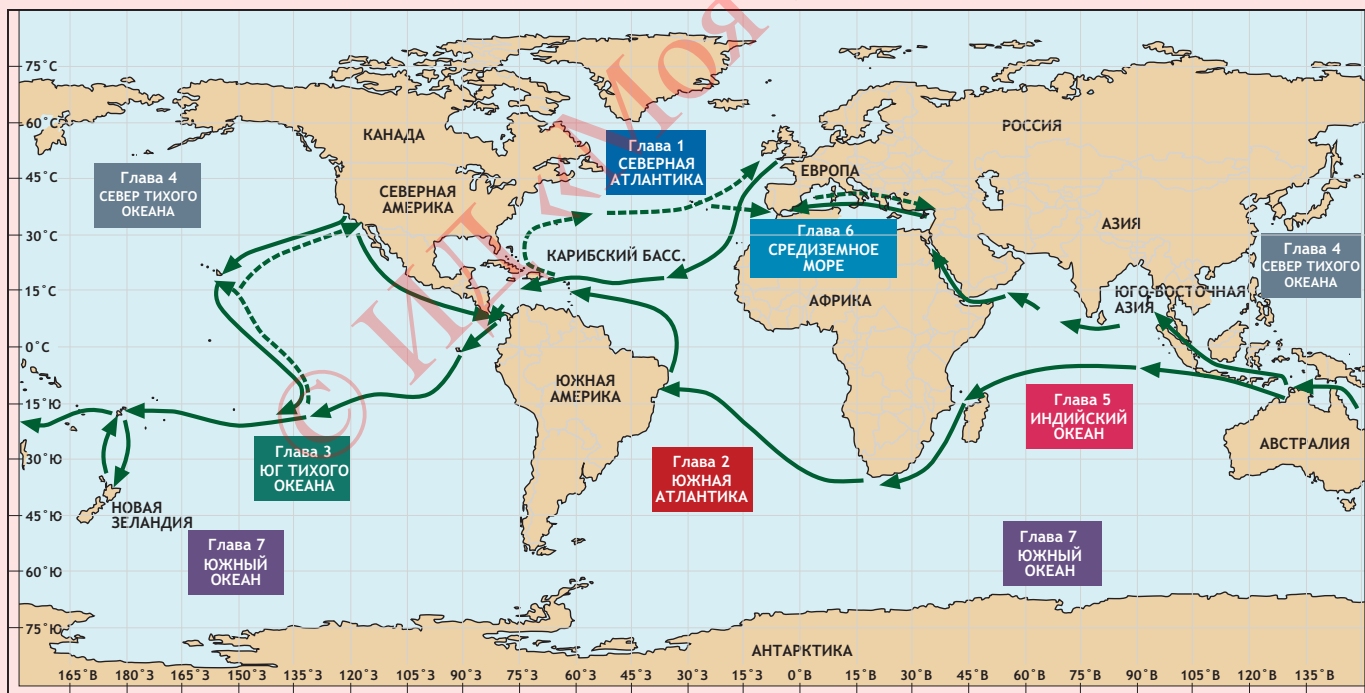 75°С
60°С
45°С
30°С
15°С
0°С
15°Ю
30°Ю
45°Ю
60°Ю
75°Ю
КАНАДА
СЕВЕРНАЯ
АМЕРИКА
Глава 4
СЕВЕР ТИХОГО
ОКЕАНА
Глава 1
СЕВЕРНАЯ
АТЛАНТИКА
ЕВРОПА
РОССИЯ
АЗИЯ
Глава 6
СРЕДИЗЕМНОЕ
МОРЕ
КАРИБСКИЙ БАСС.
АФРИКА
ЮГО-ВОСТОЧНАЯ
АЗИЯ
Глава 4
СЕВЕР ТИХОГО
ОКЕАНА
ЮЖНАЯ
АМЕРИКА
Глава 5
ИНДИЙСКИЙ
ОКЕАН
АВСТРАЛИЯ
Глава 3
ЮГ ТИХОГО
ОКЕАНА
Глава 2
ЮЖНАЯ
АТЛАНТИКА
НОВАЯ
ЗЕЛАНДИЯ
Глава 7
ЮЖНЫЙ
ОКЕАН
Глава 7
ЮЖНЫЙ
ОКЕАН
АНТАРКТИКА
165°В 180°З 165°З 150°З 135°З 120°З 105°З 90°З 75°З 60°З 45°З 30°З 15°З 0°В 15°В 30°В 45°В 60°В 75°В 90°В 105°В 120°В 135°В
© ИД «Моя